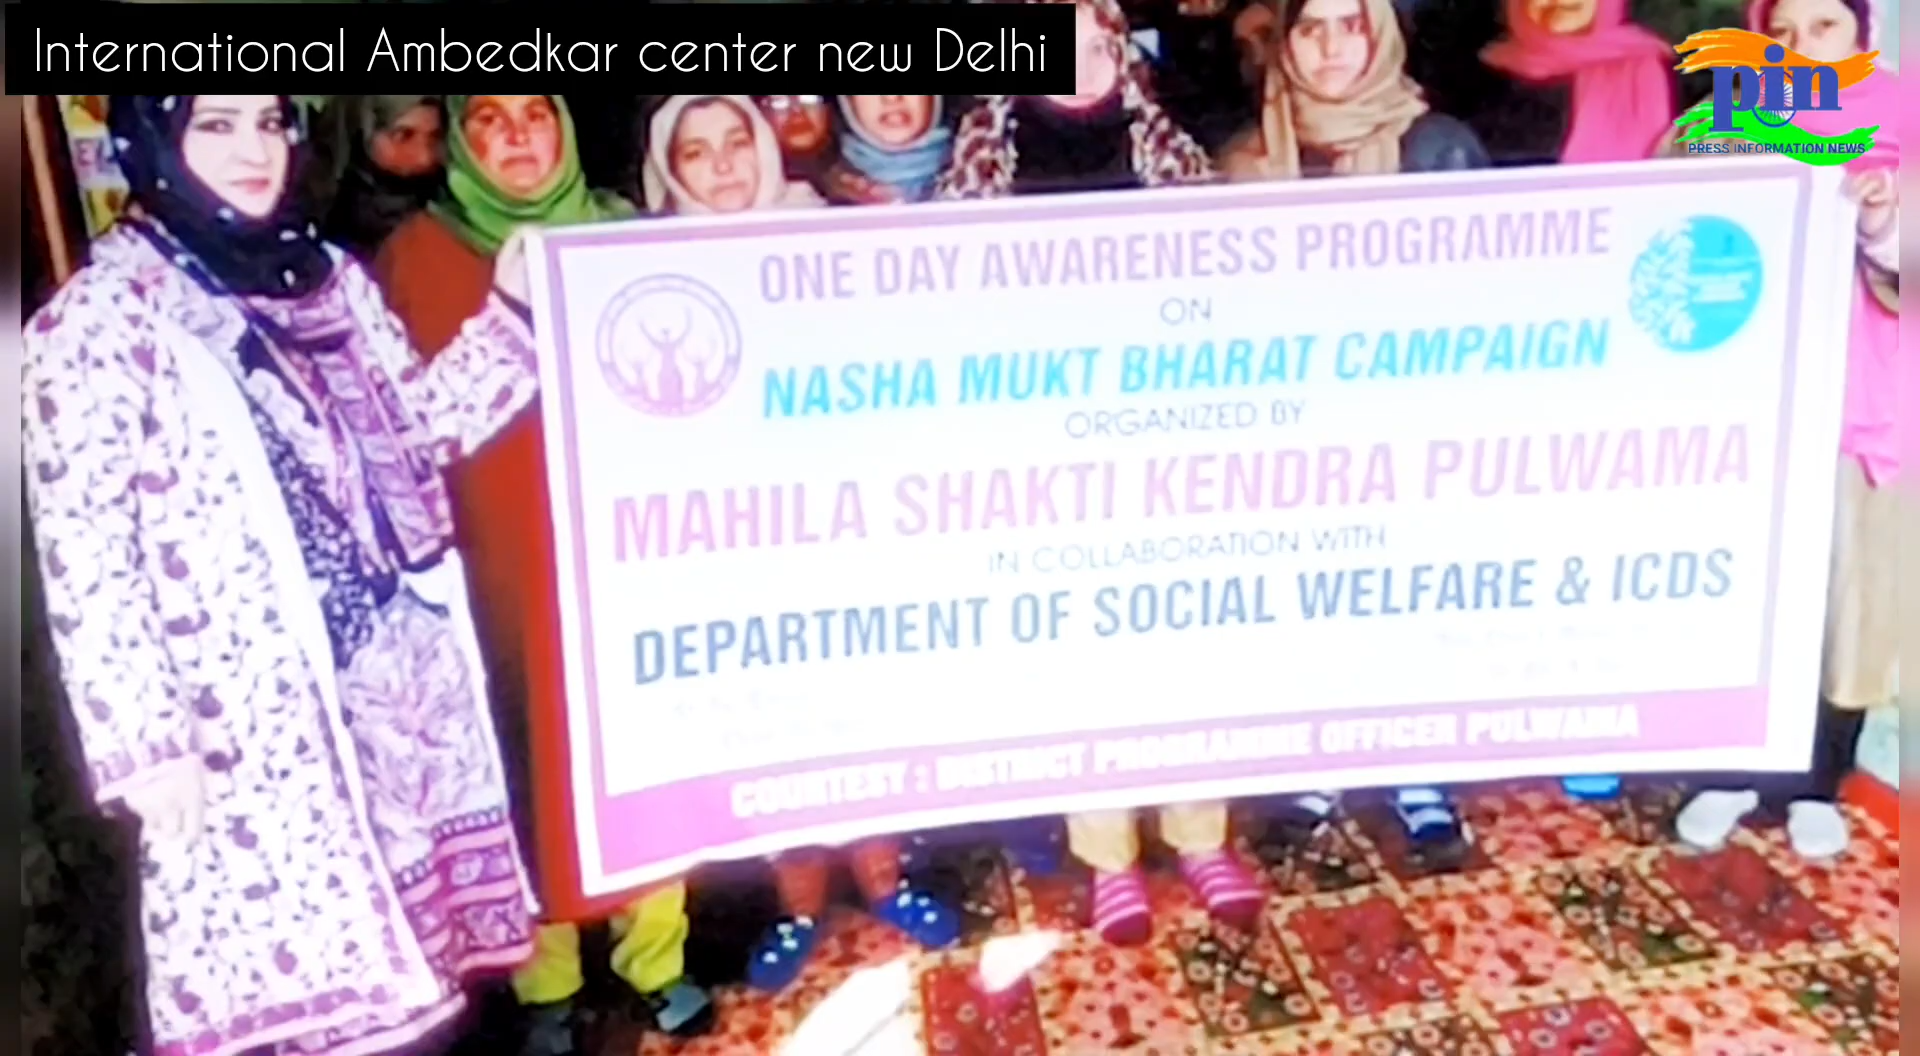 International Ambedkar center new Delhi
pin
PRESS INFORMATION NEWS
ONE DAY AWARENESS PROGRAMME
ON
NASHA MUKT BHARAT CAMPAIGN
ORGANIZED BY
MAHILA SHAKTI KENDRA PULWAMA
IN COLLABORATION WITH
DEPARTMENT OF SOCIAL WELFARE & ICDS
COURTESY : DISTRICT PROGRAMME OFFICER PULWAMA